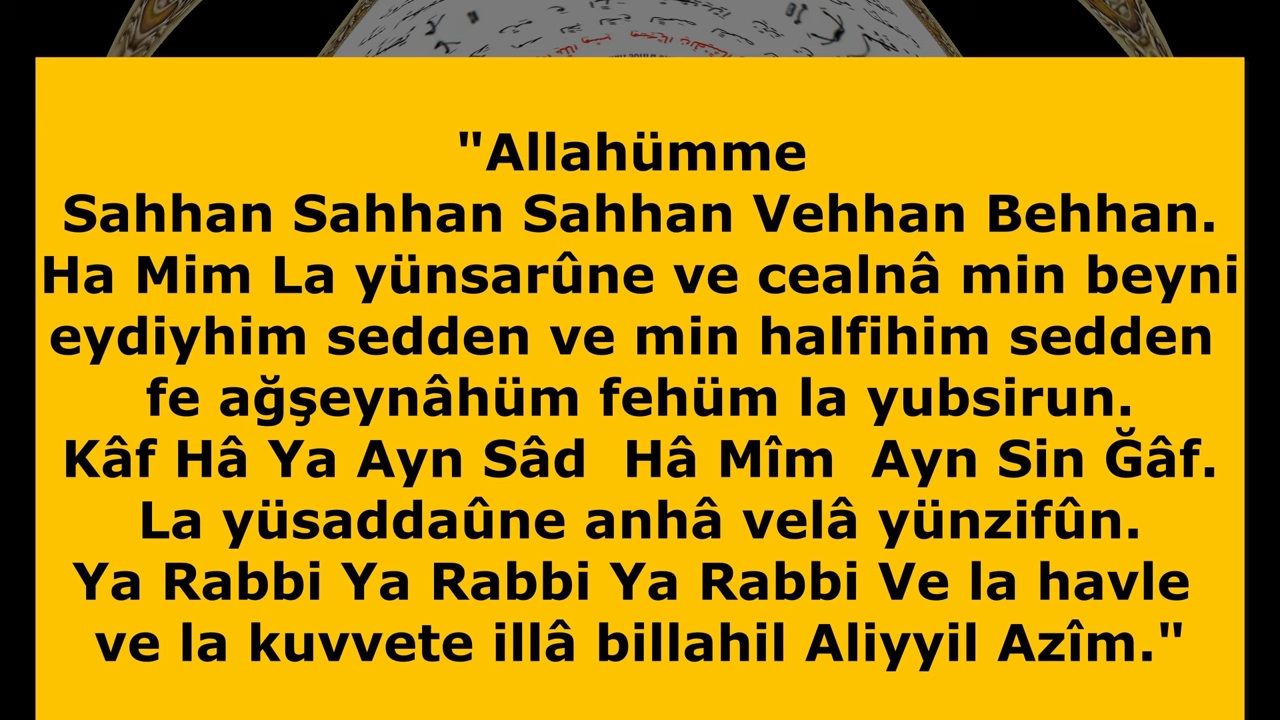 "Allahümme
Sahhan Sahhan Sahhan Vehhan Behhan.
Ha Mim La yünsarûne ve cealnâ min beyni
eydiyhim sedden ve min halfihim sedden
fe ağşeynâhüm fehüm la yubsirun.
Kâf Hâ Ya Ayn Sâd  Hâ Mîm  Ayn Sin Ğâf.
La yüsaddaûne anhâ velâ yünzifûn.
Ya Rabbi Ya Rabbi Ya Rabbi Ve la havle
ve la kuvvete illâ billahil Aliyyil Azîm."